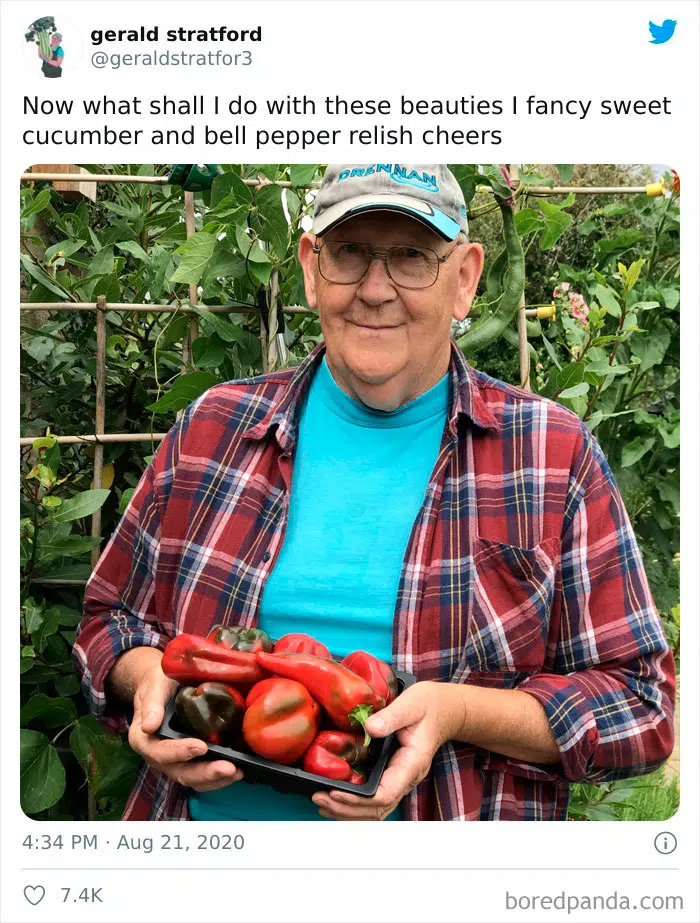 gerald stratford
@geraldstratfor3
Now what shall I do with these beauties I fancy sweet
cucumber and bell pepper relish cheers
DRENNAN
4:34 PM · Aug 21, 2020
7.4K
boredpanda.com